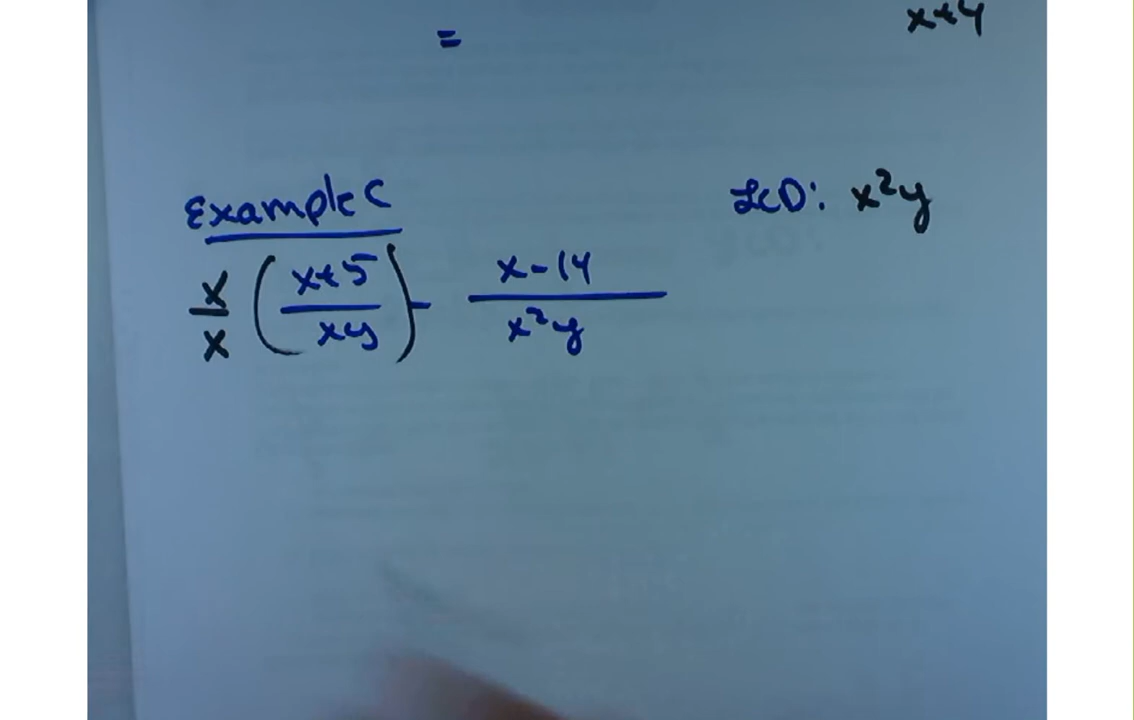 = x+4
Example C LCD: x²y
x/x ( x+5 / xy ) - x-14 / x²y